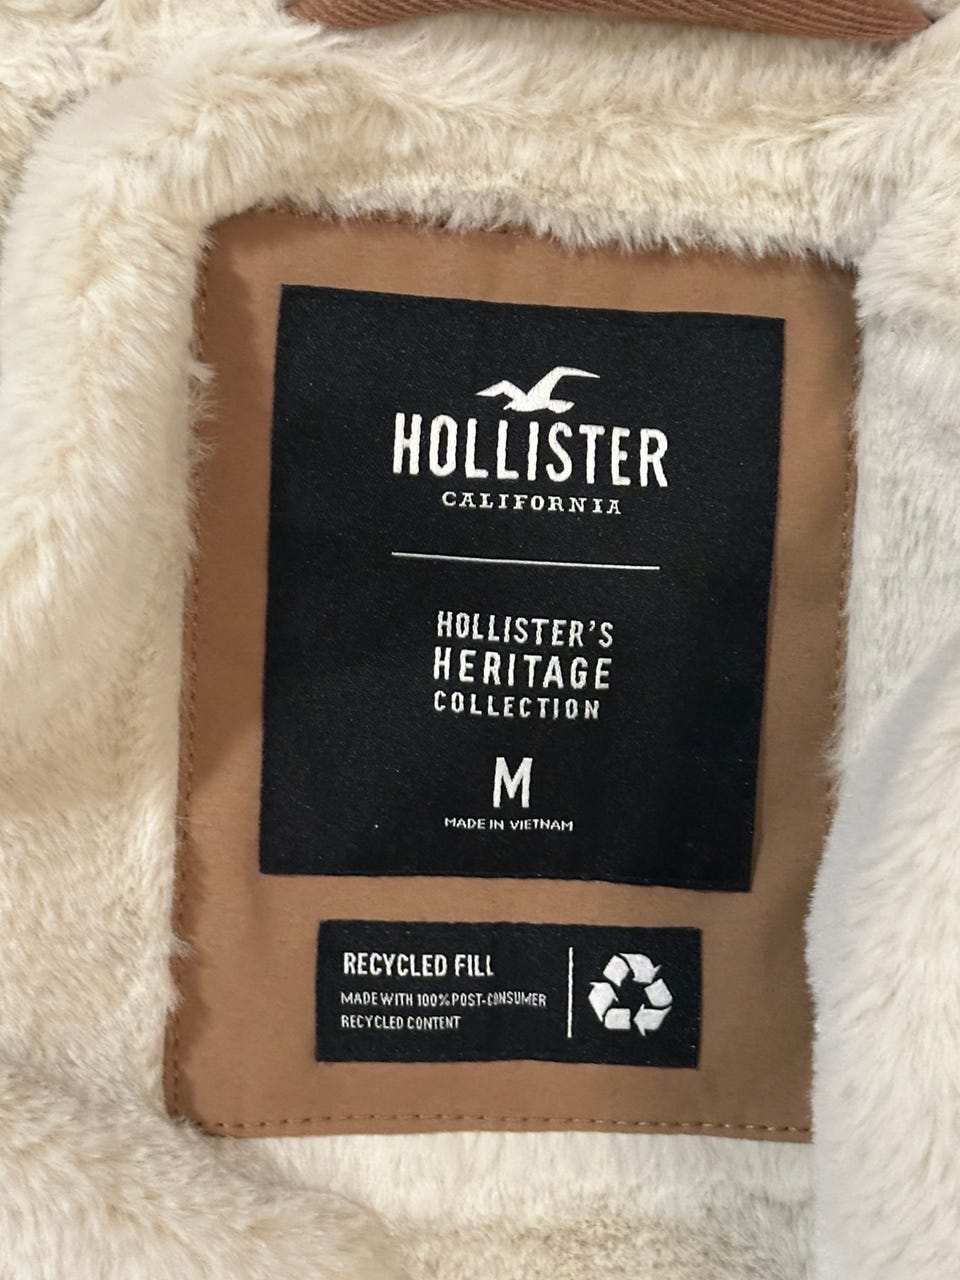 HOLLISTER
CALIFORNIA
HOLLISTER'S
HERITAGE
COLLECTION
M
MADE IN VIETNAM
RECYCLED FILL
MADE WITH 100% POST-CONSUMER
RECYCLED CONTENT